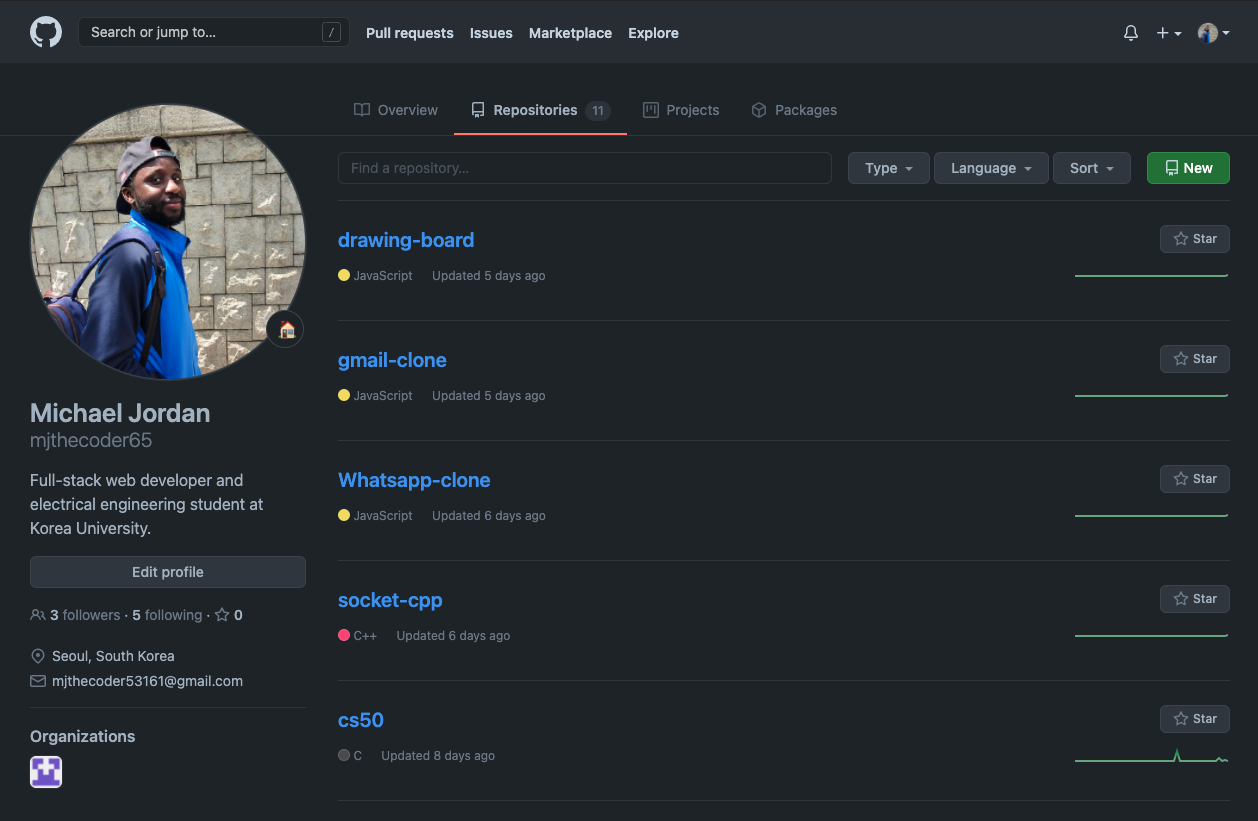 Search or jump to... /
Pull requests
Issues
Marketplace
Explore
Overview
Repositories 11
Projects
Packages
Find a repository...
Type
Language
Sort
New
Michael Jordan
mjthecoder65
Full-stack web developer and
electrical engineering student at
Korea University.
Edit profile
3 followers · 5 following · 0
Seoul, South Korea
mjthecoder53161@gmail.com
Organizations
drawing-board
Star
JavaScript Updated 5 days ago
gmail-clone
Star
JavaScript Updated 5 days ago
Whatsapp-clone
Star
JavaScript Updated 6 days ago
socket-cpp
Star
C++ Updated 6 days ago
cs50
Star
C Updated 8 days ago